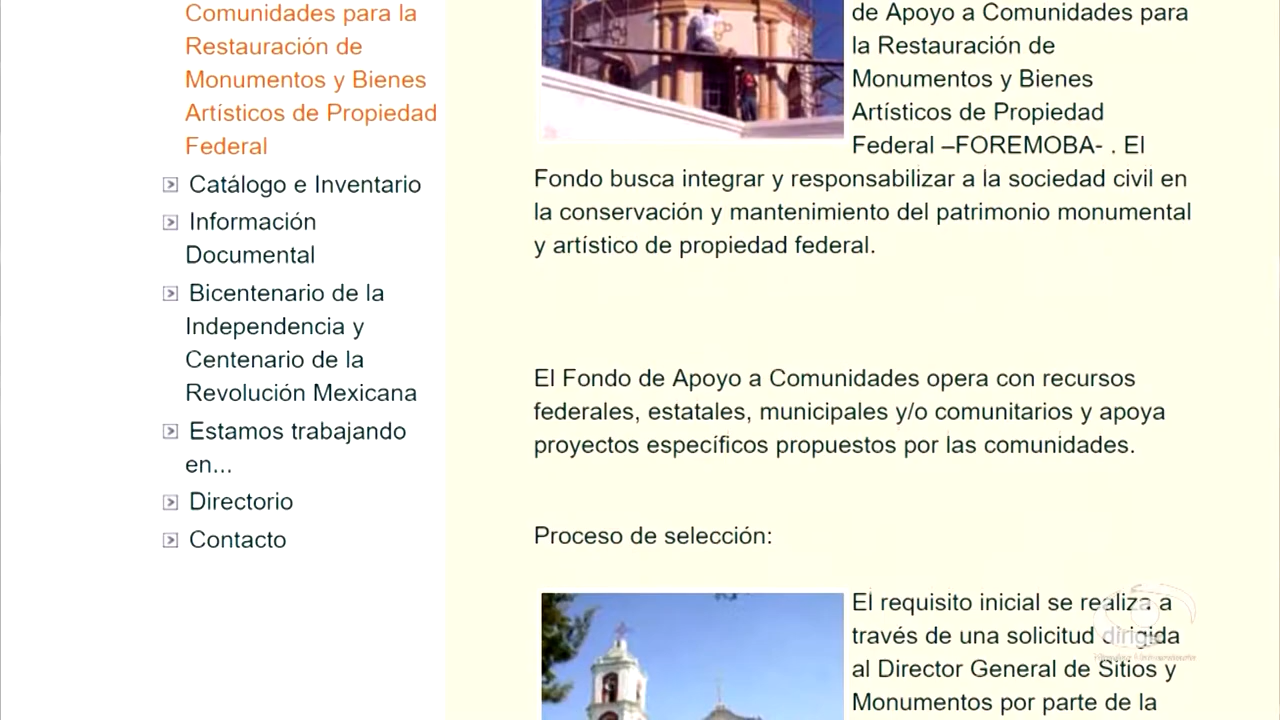 Comunidades para la
Restauración de
Monumentos y Bienes
Artísticos de Propiedad
Federal
Catálogo e Inventario
Información
Documental
Bicentenario de la
Independencia y
Centenario de la
Revolución Mexicana
Estamos trabajando
en...
Directorio
Contacto
de Apoyo a Comunidades para
la Restauración de
Monumentos y Bienes
Artísticos de Propiedad
Federal –FOREMOBA- . El
Fondo busca integrar y responsabilizar a la sociedad civil en
la conservación y mantenimiento del patrimonio monumental
y artístico de propiedad federal.
El Fondo de Apoyo a Comunidades opera con recursos
federales, estatales, municipales y/o comunitarios y apoya
proyectos específicos propuestos por las comunidades.
Proceso de selección:
El requisito inicial se realiza a
través de una solicitud dirigida
al Director General de Sitios y
Monumentos por parte de la